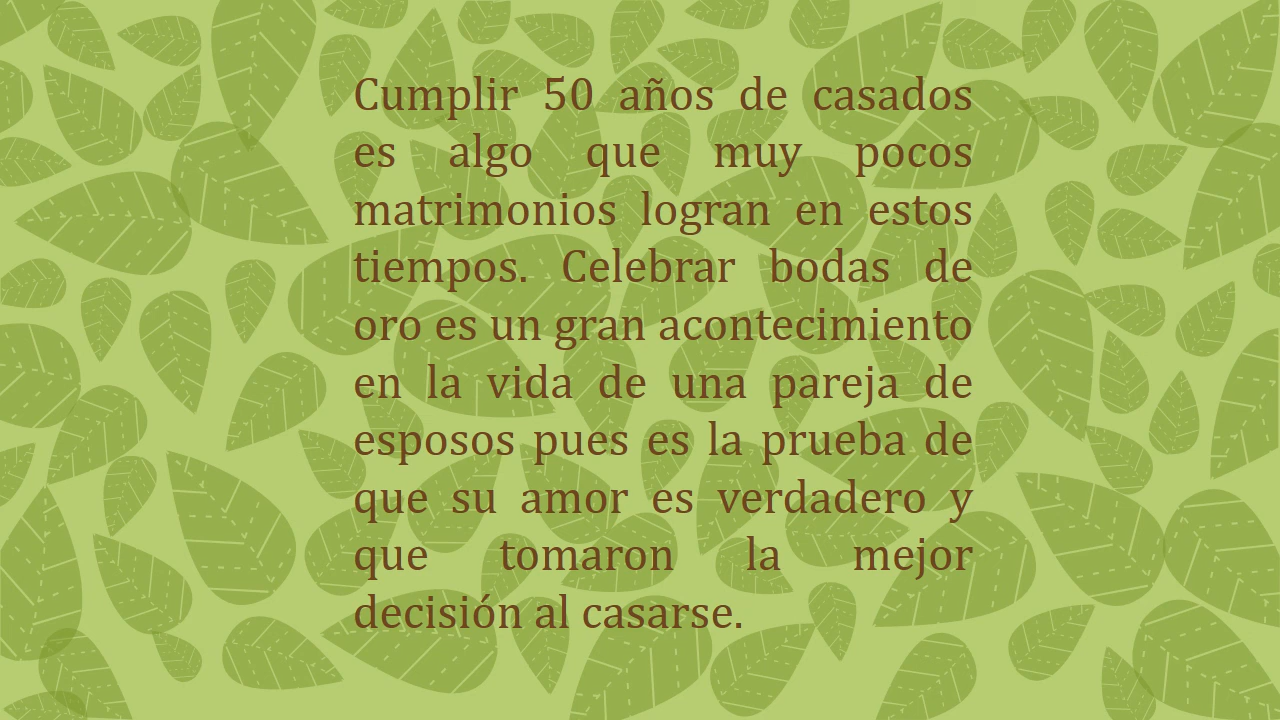 Cumplir 50 años de casados
es algo que muy pocos
matrimonios logran en estos
tiempos. Celebrar bodas de
oro es un gran acontecimiento
en la vida de una pareja de
esposos pues es la prueba de
que su amor es verdadero y
que tomaron la mejor
decisión al casarse.